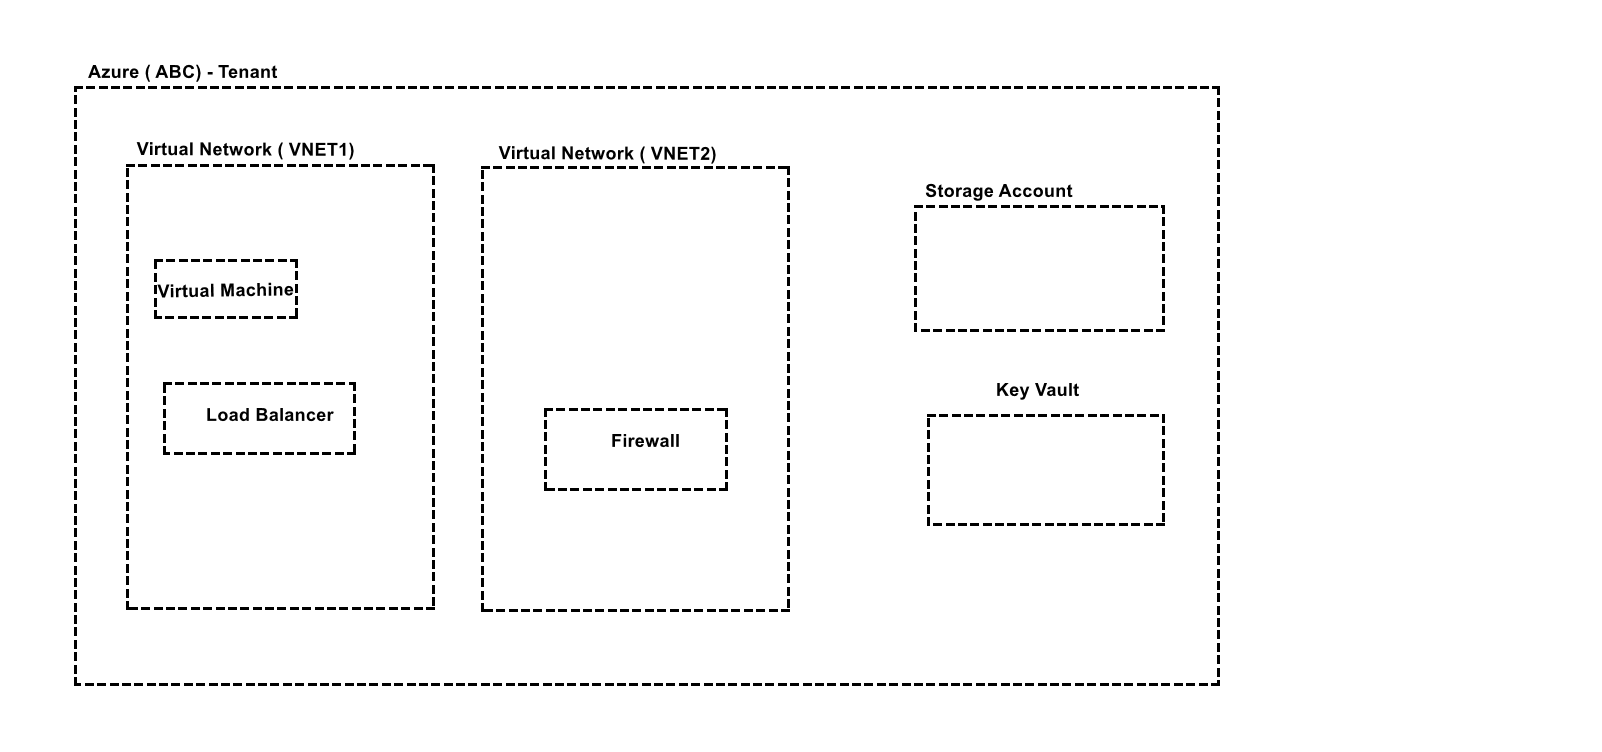 Azure ( ABC) - Tenant
Virtual Network ( VNET1)
Virtual Network ( VNET2)
Storage Account
Virtual Machine
Key Vault
Load Balancer
Firewall